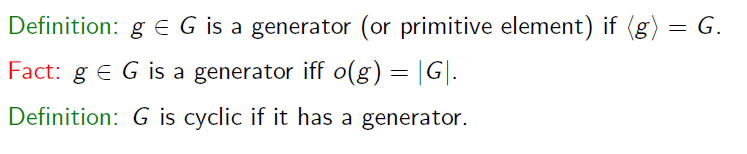 Definition: g ∈ G is a generator (or primitive element) if ⟨g⟩ = G.
Fact: g ∈ G is a generator iff o(g) = |G|.
Definition: G is cyclic if it has a generator.